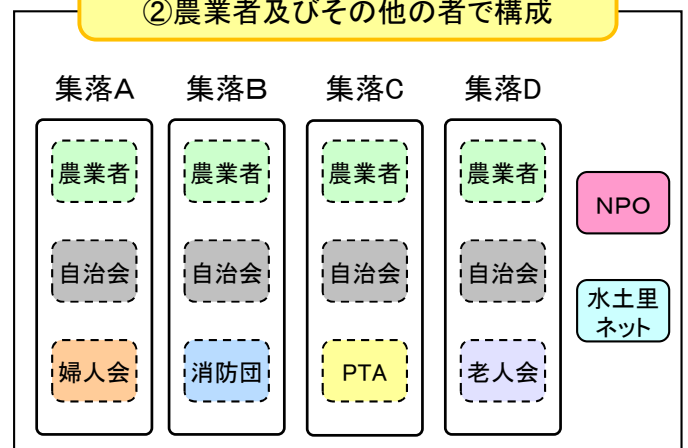 ②農業者及びその他の者で構成
集落A 集落B 集落C 集落D
農業者 農業者 農業者 農業者
NPO
自治会 自治会 自治会 自治会
水土里
ネット
婦人会 消防団 PTA 老人会